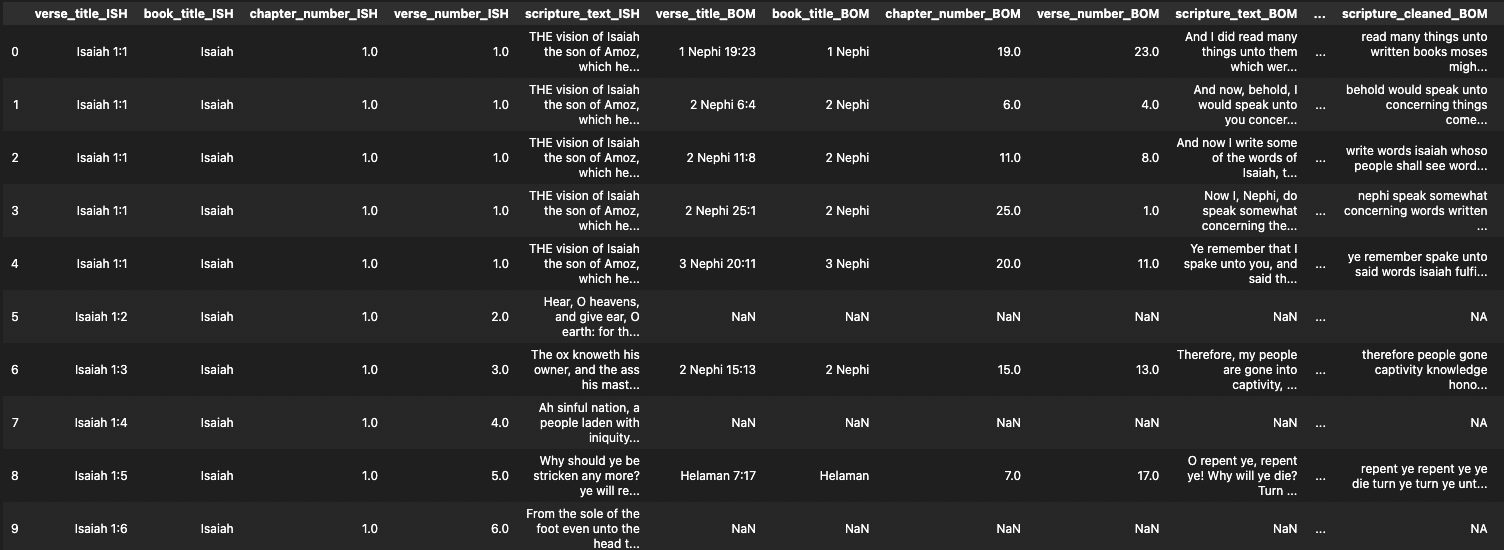 verse_title_ISH book_title_ISH chapter_number_ISH verse_number_ISH scripture_text_ISH verse_title_BOM book_title_BOM chapter_number_BOM verse_number_BOM scripture_text_BOM ... scripture_cleaned_BOM
0 Isaiah 1:1 Isaiah 1.0 1.0 THE vision of Isaiah the son of Amoz, which he... 1 Nephi 19:23 1 Nephi 19.0 23.0 And I did read many things unto them which wer... ... read many things unto written books moses migh...
1 Isaiah 1:1 Isaiah 1.0 1.0 THE vision of Isaiah the son of Amoz, which he... 2 Nephi 6:4 2 Nephi 6.0 4.0 And now, behold, I would speak unto you concer... ... behold would speak unto concerning things come...
2 Isaiah 1:1 Isaiah 1.0 1.0 THE vision of Isaiah the son of Amoz, which he... 2 Nephi 11:8 2 Nephi 11.0 8.0 And now I write some of the words of Isaiah, t... ... write words isaiah whoso people shall see word...
3 Isaiah 1:1 Isaiah 1.0 1.0 THE vision of Isaiah the son of Amoz, which he... 2 Nephi 25:1 2 Nephi 25.0 1.0 Now I, Nephi, do speak somewhat concerning the... ... nephi speak somewhat concerning words written ...
4 Isaiah 1:1 Isaiah 1.0 1.0 THE vision of Isaiah the son of Amoz, which he... 3 Nephi 20:11 3 Nephi 20.0 11.0 Ye remember that I spake unto you, and said th... ... ye remember spake unto said words isaiah fulfi...
5 Isaiah 1:2 Isaiah 1.0 2.0 Hear, O heavens, and give ear, O earth: for th... NaN NaN NaN NaN NaN ... NA
6 Isaiah 1:3 Isaiah 1.0 3.0 The ox knoweth his owner, and the ass his mast... 2 Nephi 15:13 2 Nephi 15.0 13.0 Therefore, my people are gone into captivity, ... ... therefore people gone captivity knowledge hono...
7 Isaiah 1:4 Isaiah 1.0 4.0 Ah sinful nation, a people laden with iniquity... NaN NaN NaN NaN NaN ... NA
8 Isaiah 1:5 Isaiah 1.0 5.0 Why should ye be stricken any more? ye will re... Helaman 7:17 Helaman 7.0 17.0 O repent ye, repent ye! Why will ye die? Turn ... ... repent ye repent ye ye die turn ye turn ye unt...
9 Isaiah 1:6 Isaiah 1.0 6.0 From the sole of the foot even unto the head t... NaN NaN NaN NaN NaN ... NA